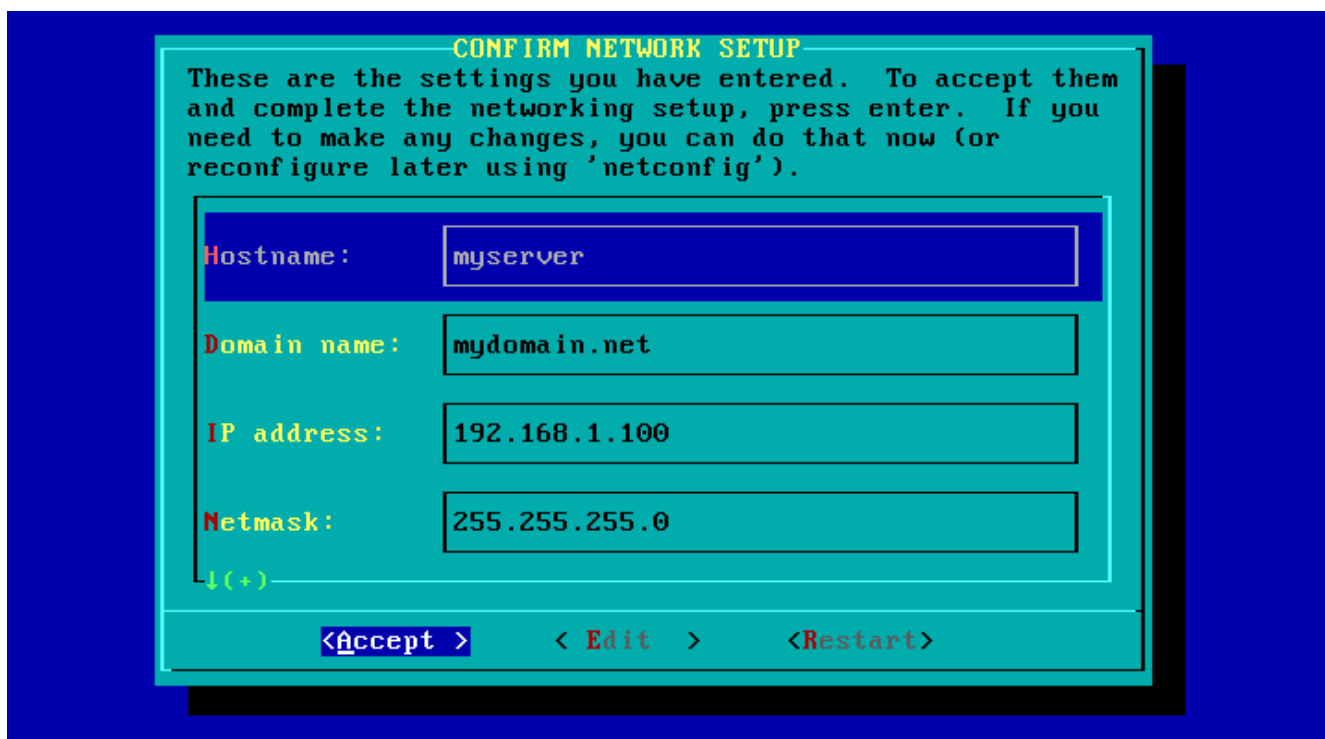 CONFIRM NETWORK SETUP
These are the settings you have entered.  To accept them
and complete the networking setup, press enter.  If you
need to make any changes, you can do that now (or
reconfigure later using 'netconfig').
Hostname: myserver
Domain name: mydomain.net
IP address: 192.168.1.100
Netmask: 255.255.255.0
↓(+)
<Accept > < Edit  > <Restart>